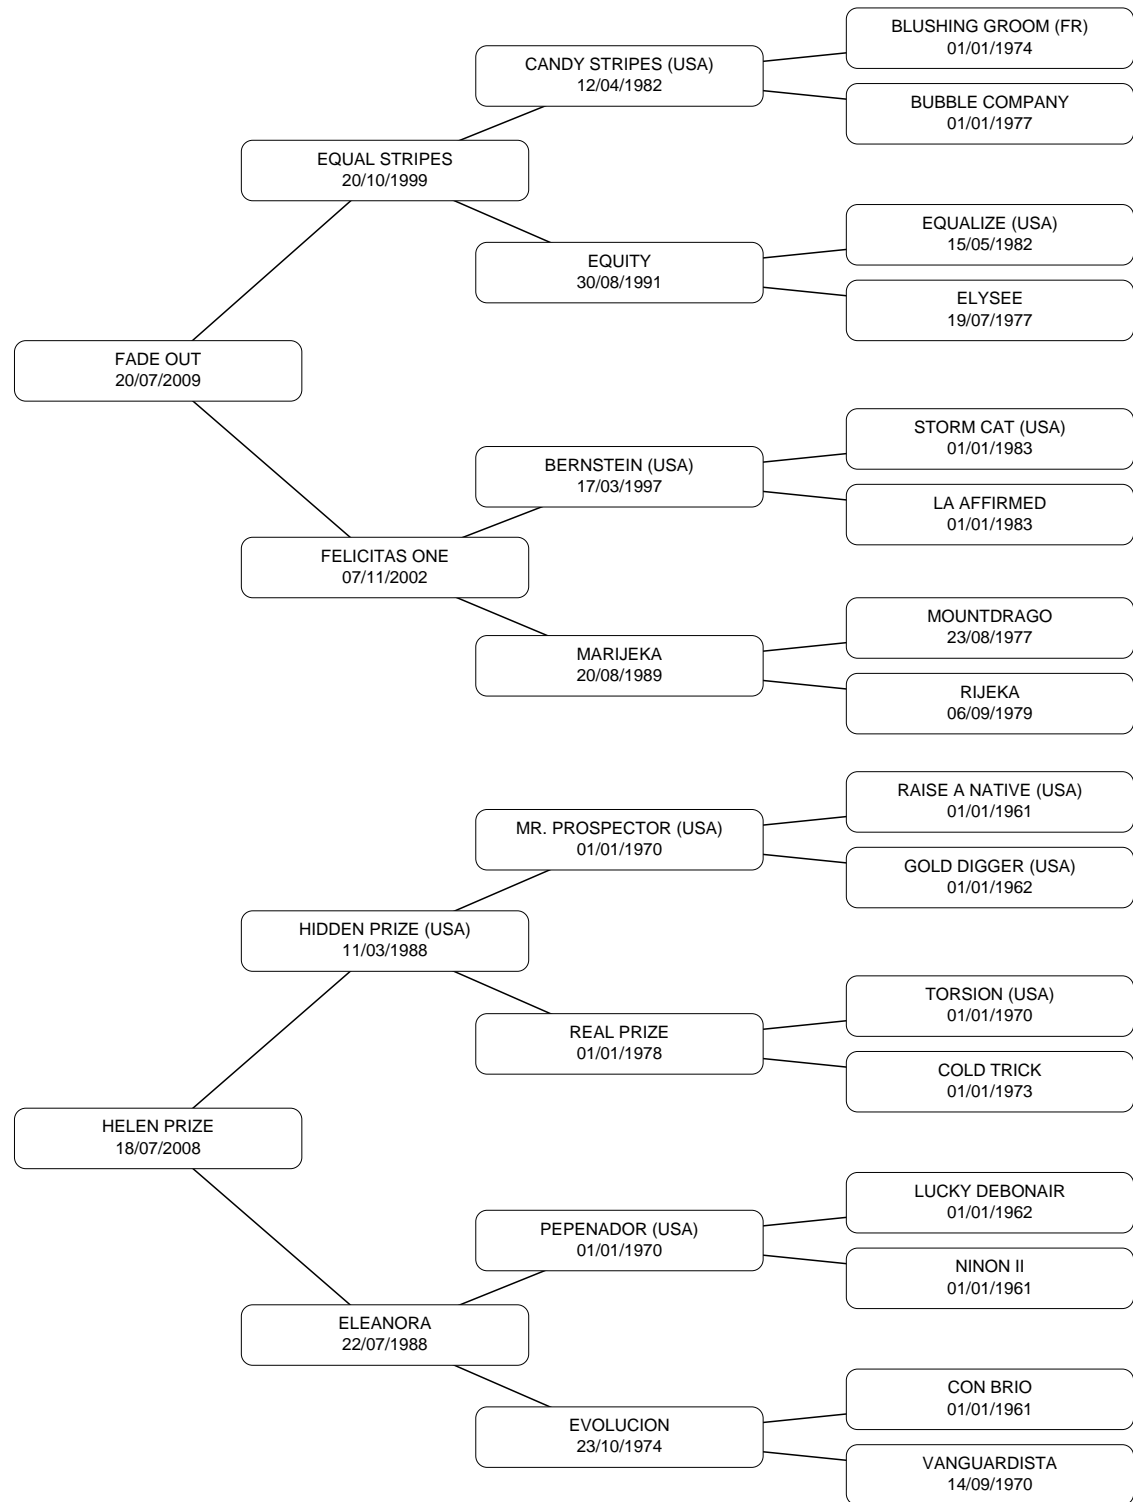 BLUSHING GROOM (FR)
01/01/1974
CANDY STRIPES (USA)
12/04/1982
BUBBLE COMPANY
01/01/1977
EQUAL STRIPES
20/10/1999
EQUALIZE (USA)
15/05/1982
EQUITY
30/08/1991
ELYSEE
19/07/1977
FADE OUT
20/07/2009
STORM CAT (USA)
01/01/1983
BERNSTEIN (USA)
17/03/1997
LA AFFIRMED
01/01/1983
FELICITAS ONE
07/11/2002
MOUNTDRAGO
23/08/1977
MARIJEKA
20/08/1989
RIJEKA
06/09/1979
RAISE A NATIVE (USA)
01/01/1961
MR. PROSPECTOR (USA)
01/01/1970
GOLD DIGGER (USA)
01/01/1962
HIDDEN PRIZE (USA)
11/03/1988
TORSION (USA)
01/01/1970
REAL PRIZE
01/01/1978
COLD TRICK
01/01/1973
HELEN PRIZE
18/07/2008
LUCKY DEBONAIR
01/01/1962
PEPENADOR (USA)
01/01/1970
NINON II
01/01/1961
ELEANORA
22/07/1988
CON BRIO
01/01/1961
EVOLUCION
23/10/1974
VANGUARDISTA
14/09/1970